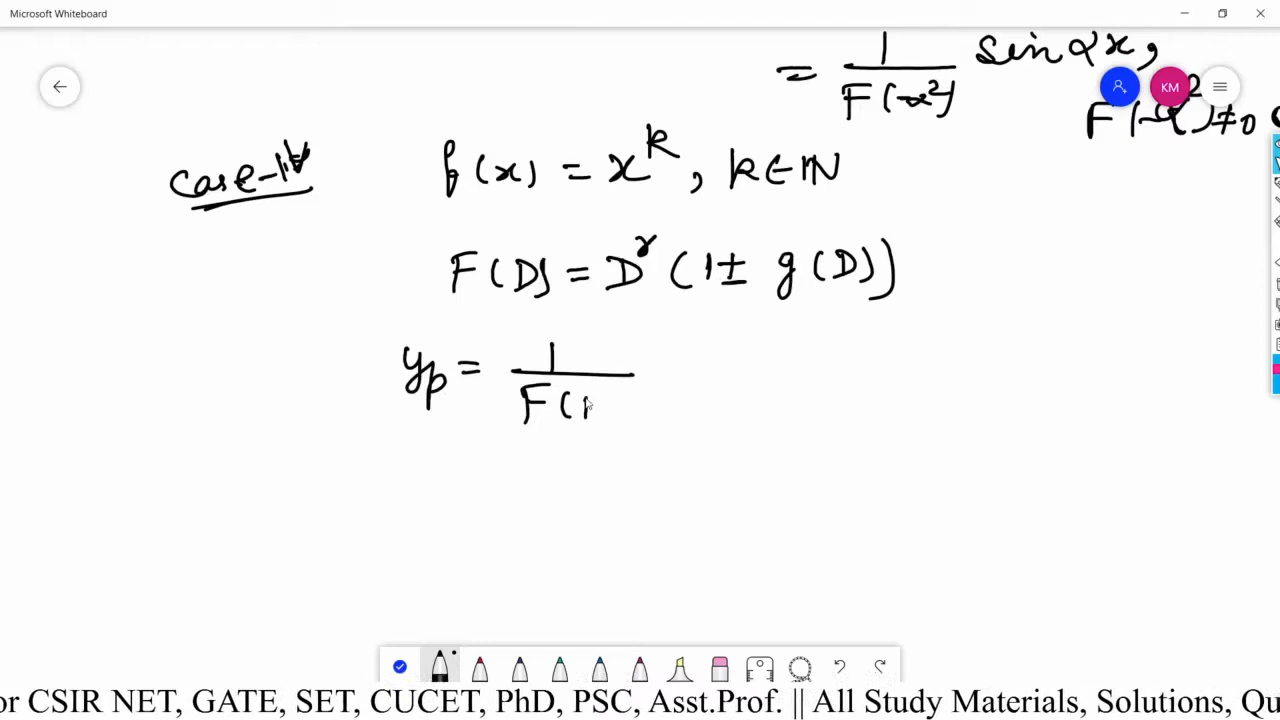 Microsoft Whiteboard
= 1/F(-α²) sin αx,
F(-α²) ≠ 0
KM
Case-IV f(x) = x^k, k ∈ ℕ
F(D) = D^r (1 ± g(D))
y_p = 1/F(
or CSIR NET, GATE, SET, CUCET, PhD, PSC, Asst.Prof. || All Study Materials, Solutions, Qu